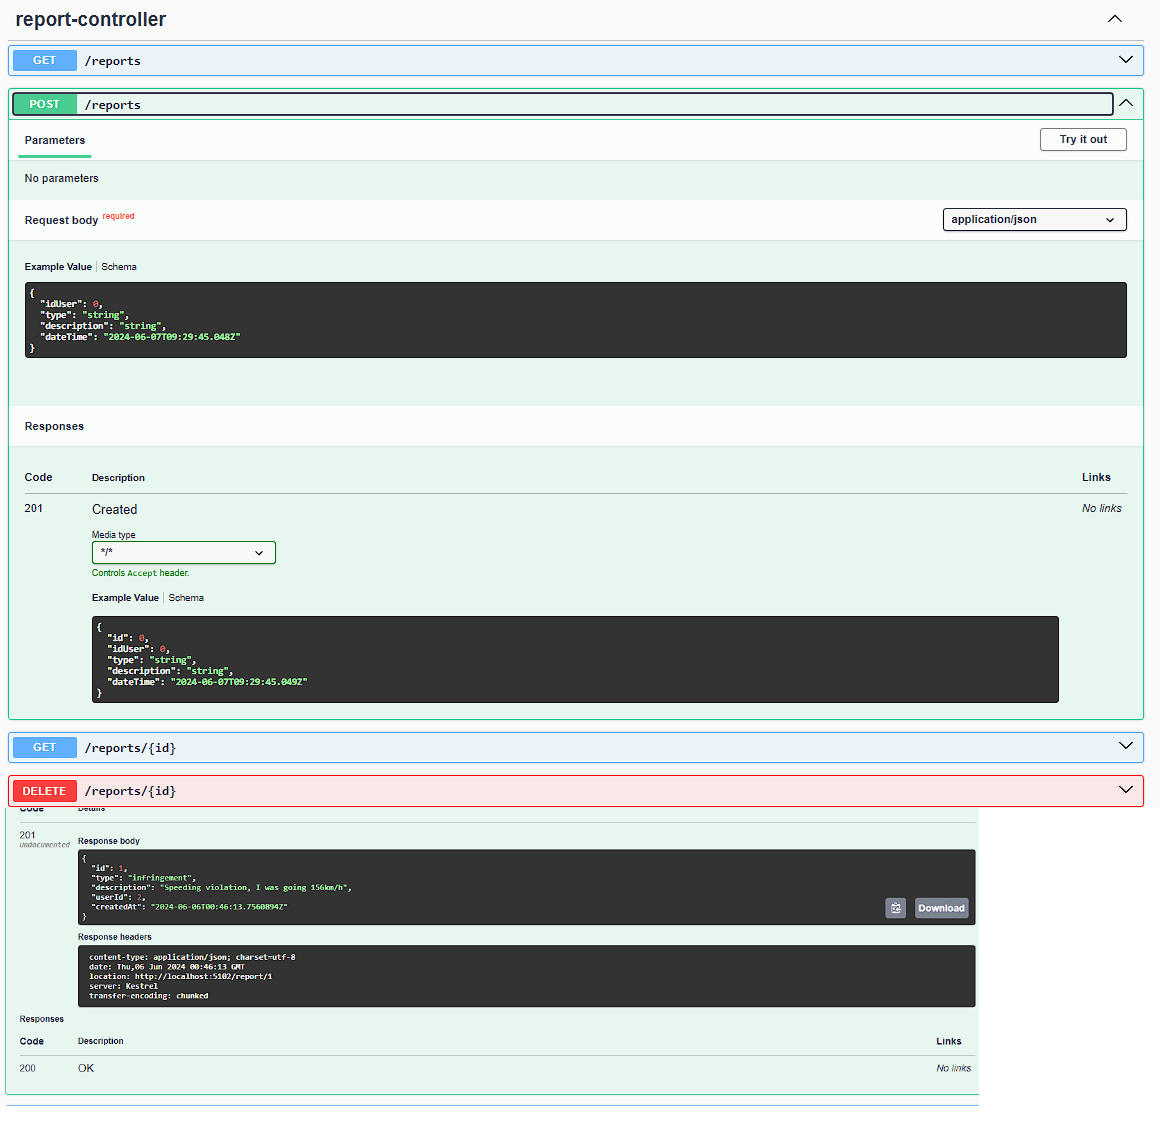 report-controller
GET /reports
POST /reports
Parameters
Try it out
No parameters
Request body required
application/json
Example Value Schema
{
"idUser": 0,
"type": "string",
"description": "string",
"dateTime": "2024-06-07T09:29:45.048Z"
}
Responses
Code Description Links
201 Created No links
Media type
*/*
Controls Accept header.
Example Value Schema
{
"id": 0,
"idUser": 0,
"type": "string",
"description": "string",
"dateTime": "2024-06-07T09:29:45.049Z"
}
GET /reports/{id}
DELETE /reports/{id}
Code Details
201
Undocumented
Response body
{
"id": 1,
"type": "infringement",
"description": "Speeding violation, I was going 156km/h",
"userId": 2,
"createdAt": "2024-06-06T00:46:13.7560894Z"
}
Download
Response headers
content-type: application/json; charset=utf-8
date: Thu,06 Jun 2024 00:46:13 GMT
location: http://localhost:5102/report/1
server: Kestrel
transfer-encoding: chunked
Responses
Code Description Links
200 OK No links